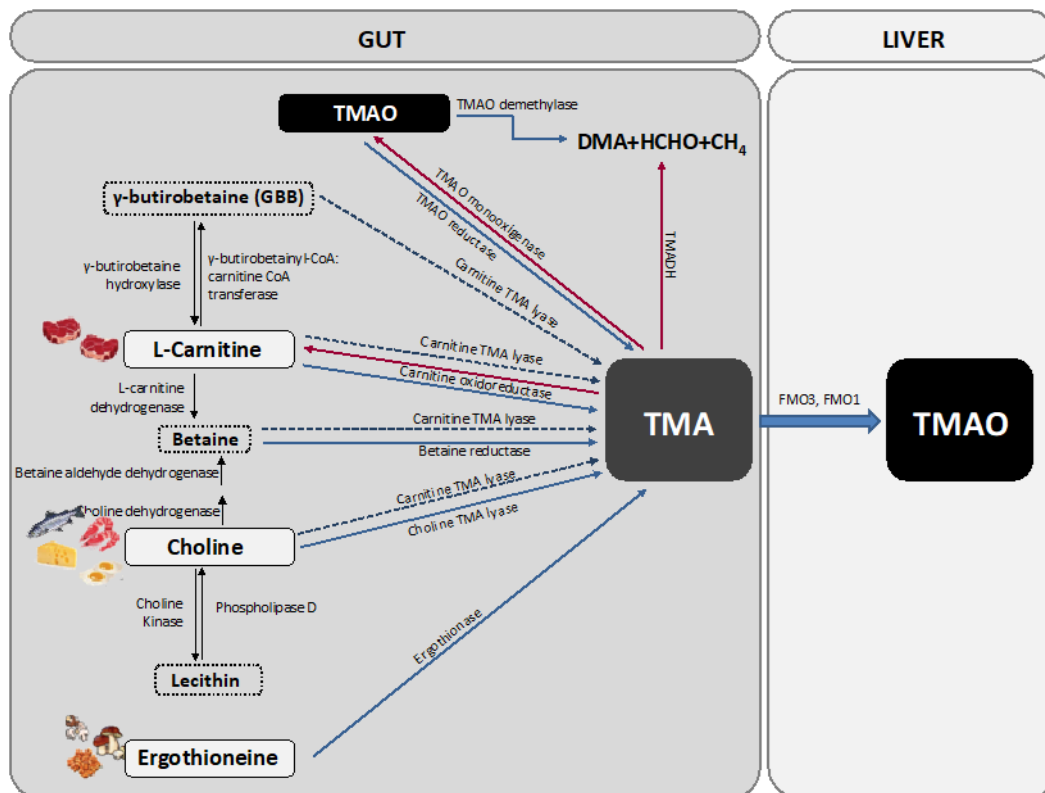 GUT
LIVER
TMAO
TMAO demethylase
DMA+HCHO+CH₄
TMAO monooxigenase
TMAO reductase
TMADH
γ-butirobetaine (GBB)
Carnitine TMA lyase
γ-butirobetaine
hydroxylase
γ-butirobetainyl-CoA:
carnitine CoA
transferase
L-Carnitine
Carnitine TMA lyase
Carnitine oxidoreductase
L-carnitine
dehydrogenase
Betaine
Carnitine TMA lyase
Betaine reductase
TMA
FMO3, FMO1
TMAO
Betaine aldehyde dehydrogenase
Choline dehydrogenase
Carnitine TMA lyase
Choline TMA lyase
Choline
Choline
Kinase
Phospholipase D
Lecithin
Ergothionase
Ergothioneine